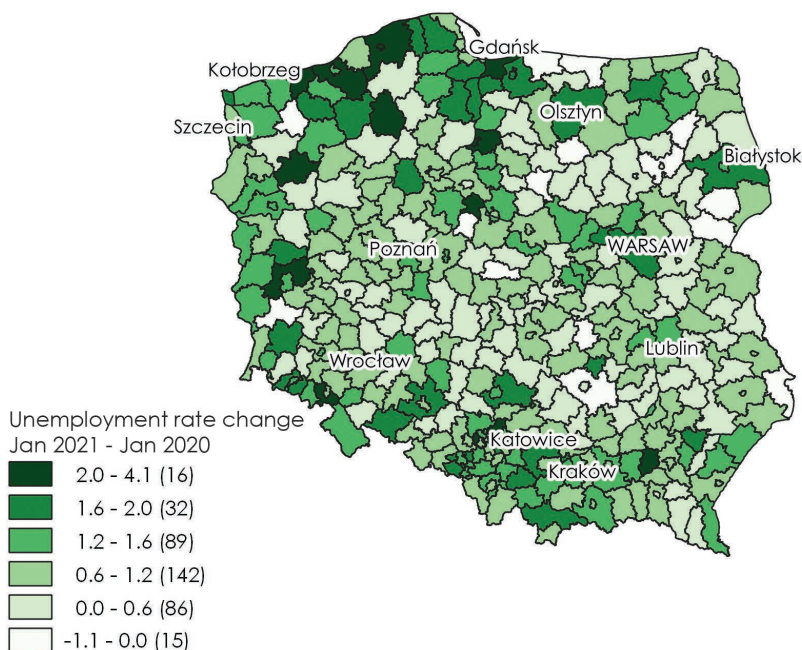 Gdańsk
Kołobrzeg
Olsztyn
Szczecin
Białystok
Poznań
WARSAW
Wrocław
Lublin
Unemployment rate change
Jan 2021 - Jan 2020
Katowice
2.0 - 4.1 (16)
Kraków
1.6 - 2.0 (32)
1.2 - 1.6 (89)
0.6 - 1.2 (142)
0.0 - 0.6 (86)
-1.1 - 0.0 (15)